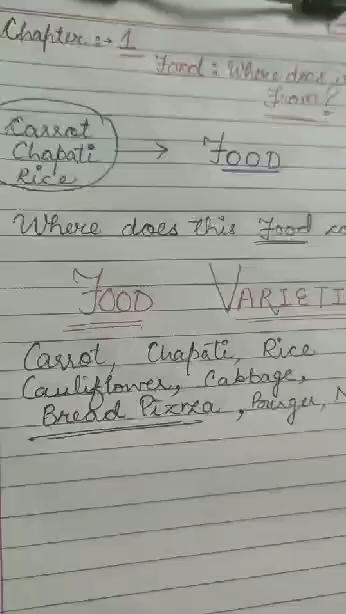 Chapter :- 1
Food : Where does i
From?
Carrot
Chapati
Rice
FOOD
Where does this Food co
FOOD VARIETI
Carrot, Chapati, Rice
Cauliflower, Cabbage,
Bread Pizza, Burger, N